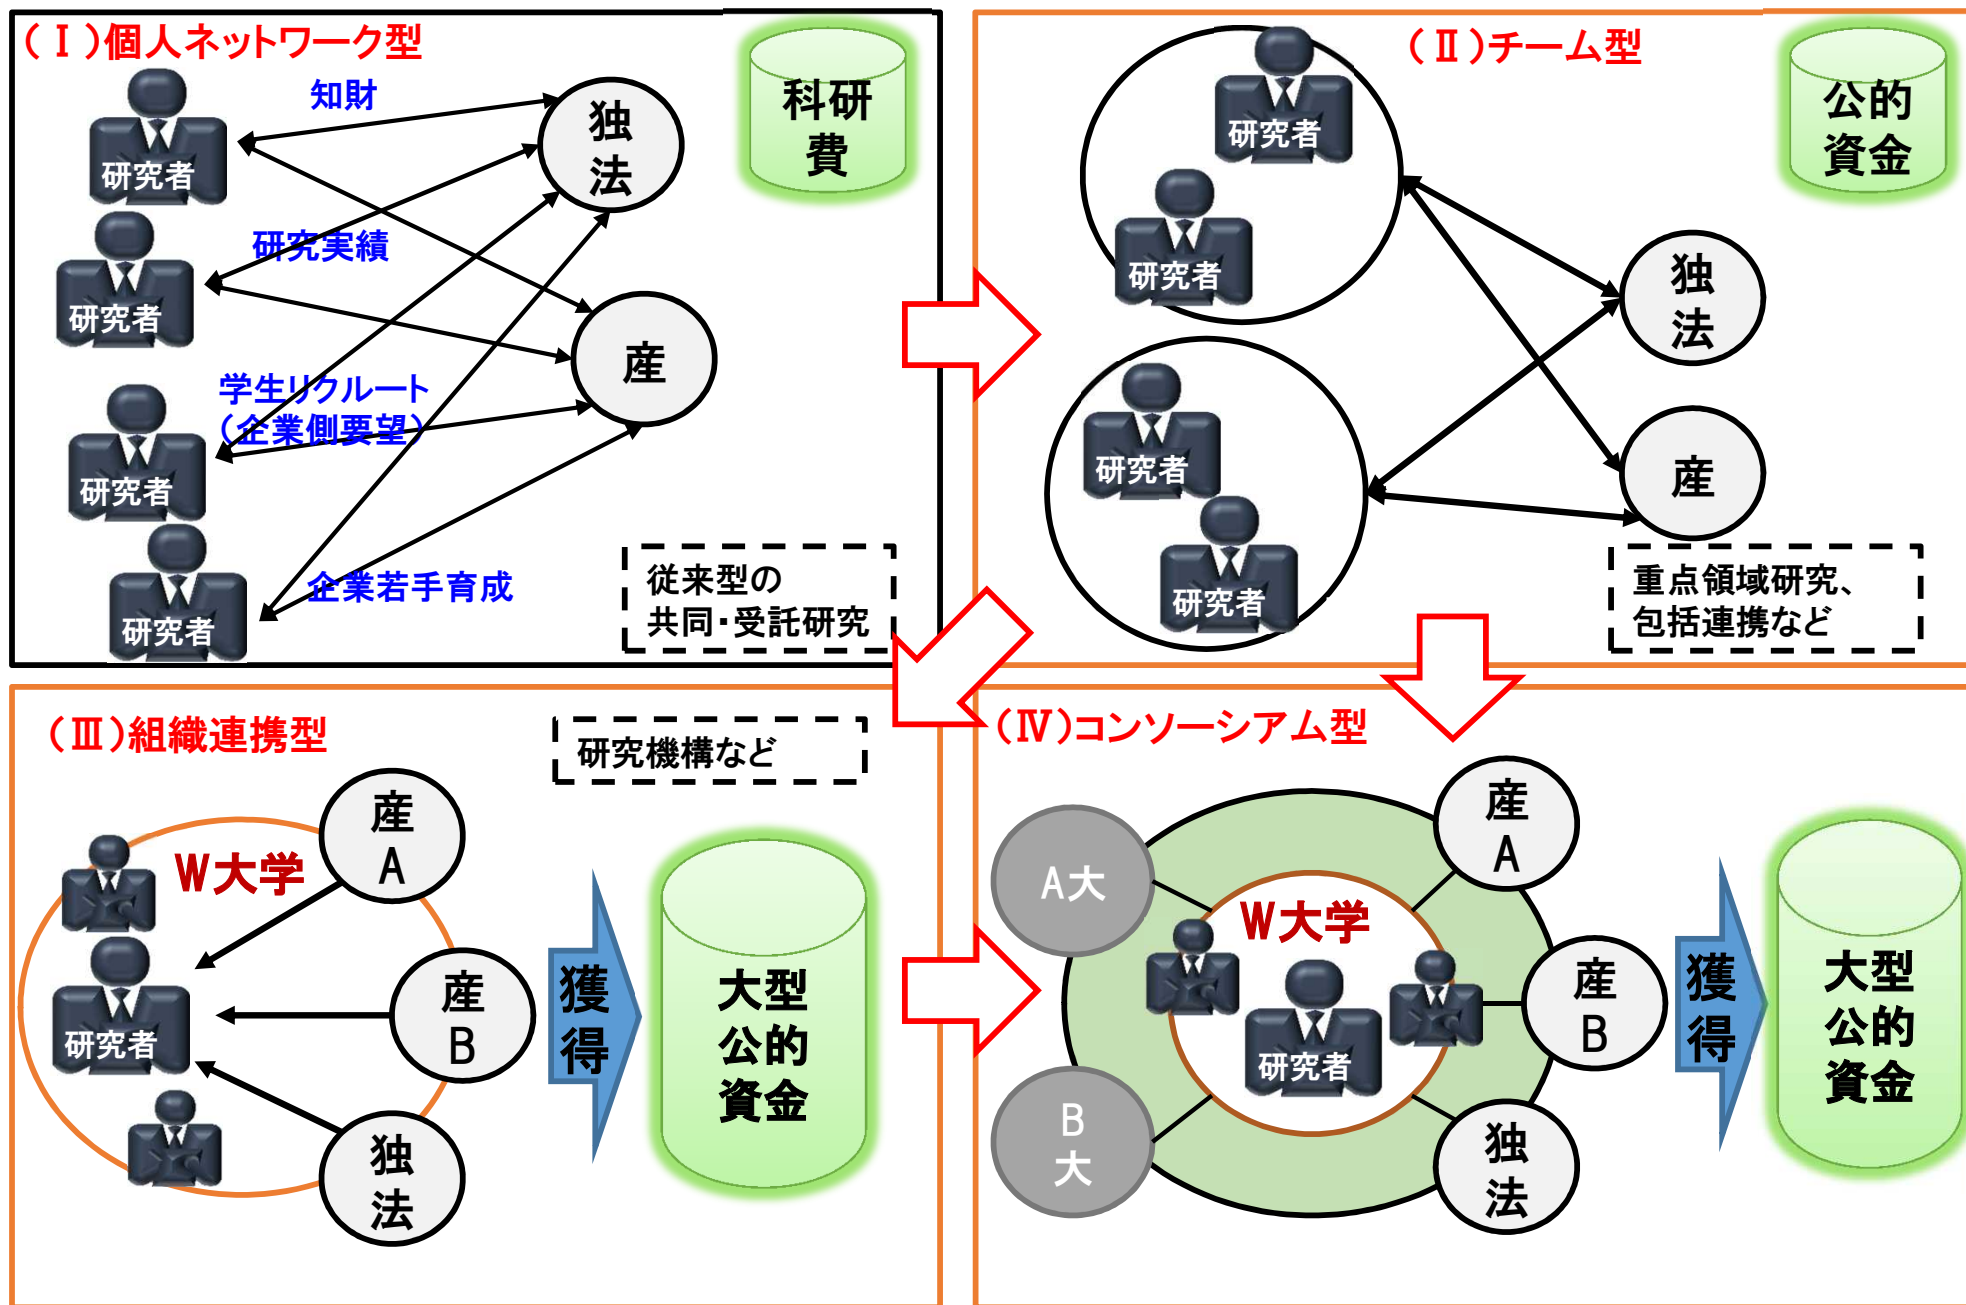 （Ⅰ）個人ネットワーク型
知財
研究実績
学生リクルート
（企業側要望）
企業若手育成
研究者
研究者
研究者
研究者
独
法
産
科研
費
従来型の
共同・受託研究
（Ⅱ）チーム型
研究者
研究者
研究者
研究者
独
法
産
公的
資金
重点領域研究、
包括連携など
（Ⅲ）組織連携型
研究機構など
W大学
研究者
産
A
産
B
独
法
獲
得
大型
公的
資金
（Ⅳ）コンソーシアム型
A大
B
大
W大学
研究者
産
A
産
B
独
法
獲
得
大型
公的
資金